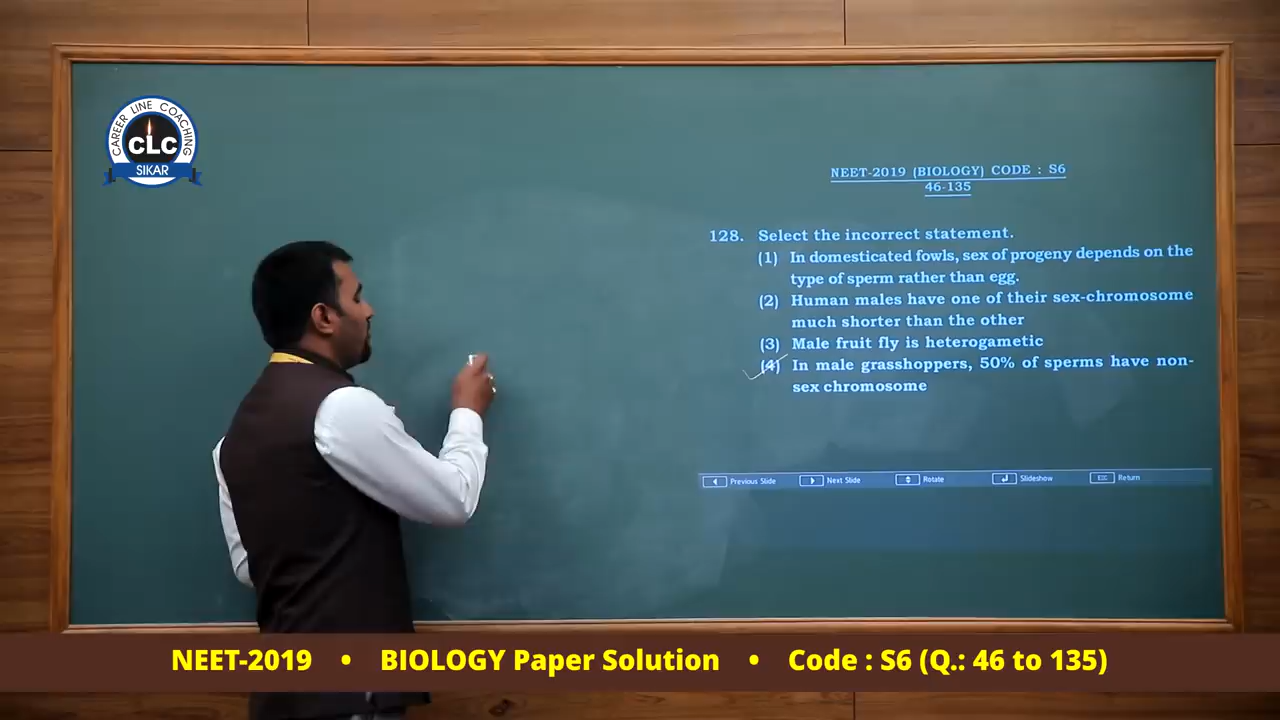 CAREER LINE COACHING
CLC
SIKAR
NEET-2019 (BIOLOGY) CODE : S6
46-135
128. Select the incorrect statement.
(1) In domesticated fowls, sex of progeny depends on the
type of sperm rather than egg.
(2) Human males have one of their sex-chromosome
much shorter than the other
(3) Male fruit fly is heterogametic
(4) In male grasshoppers, 50% of sperms have non-
sex chromosome
Previous Slide Next Slide Rotate Slideshow ESC Return
NEET-2019 • BIOLOGY Paper Solution • Code : S6 (Q.: 46 to 135)